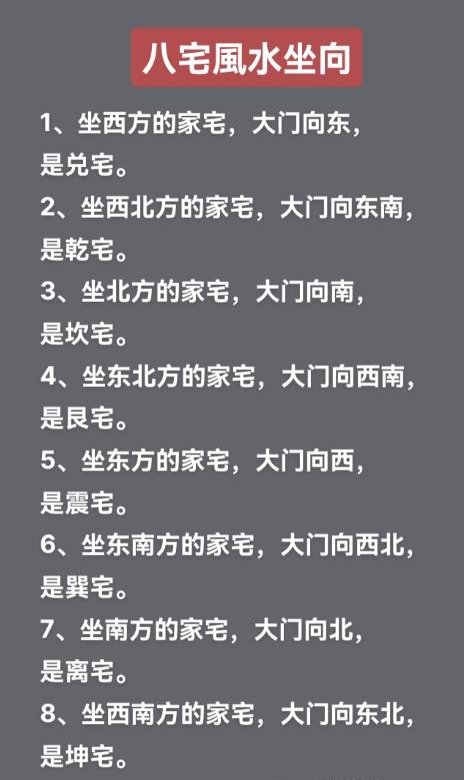 八宅風水坐向
1、坐西方的家宅，大门向东，
是兑宅。
2、坐西北方的家宅，大门向东南，
是乾宅。
3、坐北方的家宅，大门向南，
是坎宅。
4、坐东北方的家宅，大门向西南，
是艮宅。
5、坐东方的家宅，大门向西，
是震宅。
6、坐东南方的家宅，大门向西北，
是巽宅。
7、坐南方的家宅，大门向北，
是离宅。
8、坐西南方的家宅，大门向东北，
是坤宅。